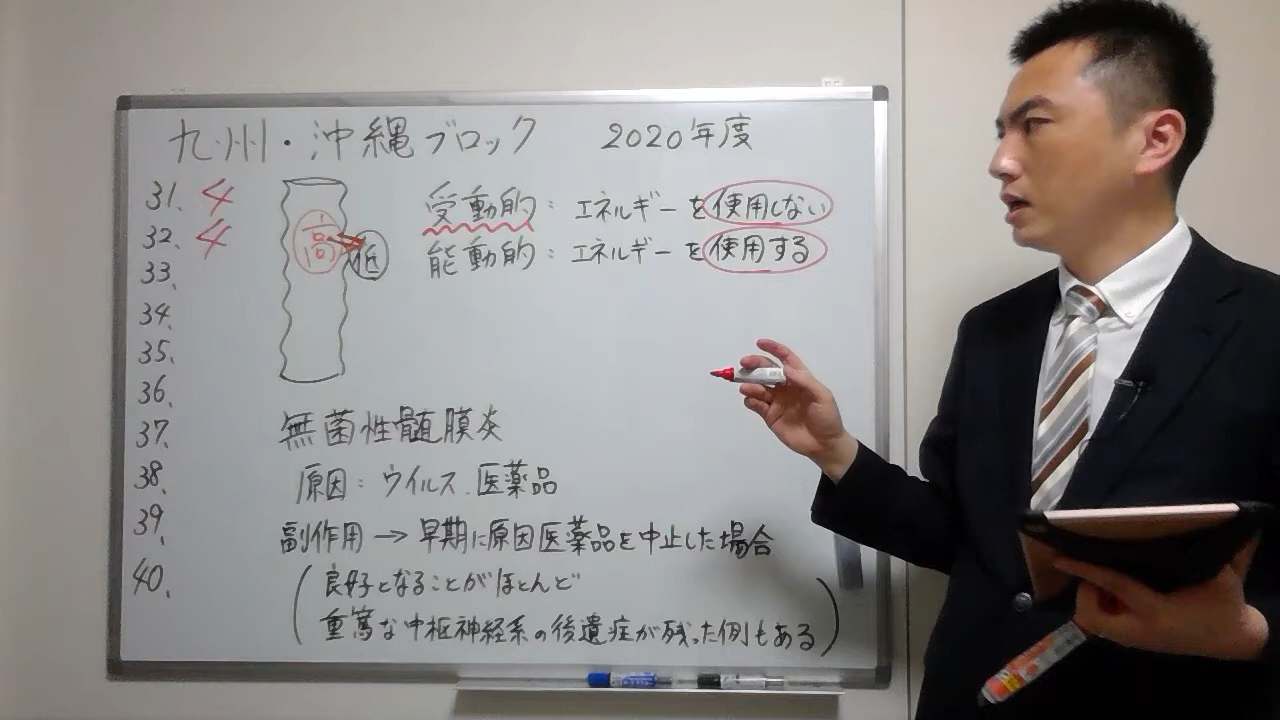 九州・沖縄ブロック 2020年度
31. 4
32. 4
33.
34.
35.
36.
37.
38.
39.
40.
高 低
受動的：エネルギーを使用しない
能動的：エネルギーを使用する
無菌性髄膜炎
原因：ウイルス、医薬品
副作用→早期に原因医薬品を中止した場合
(良好となることがほとんど
重篤な中枢神経系の後遺症が残った例もある)